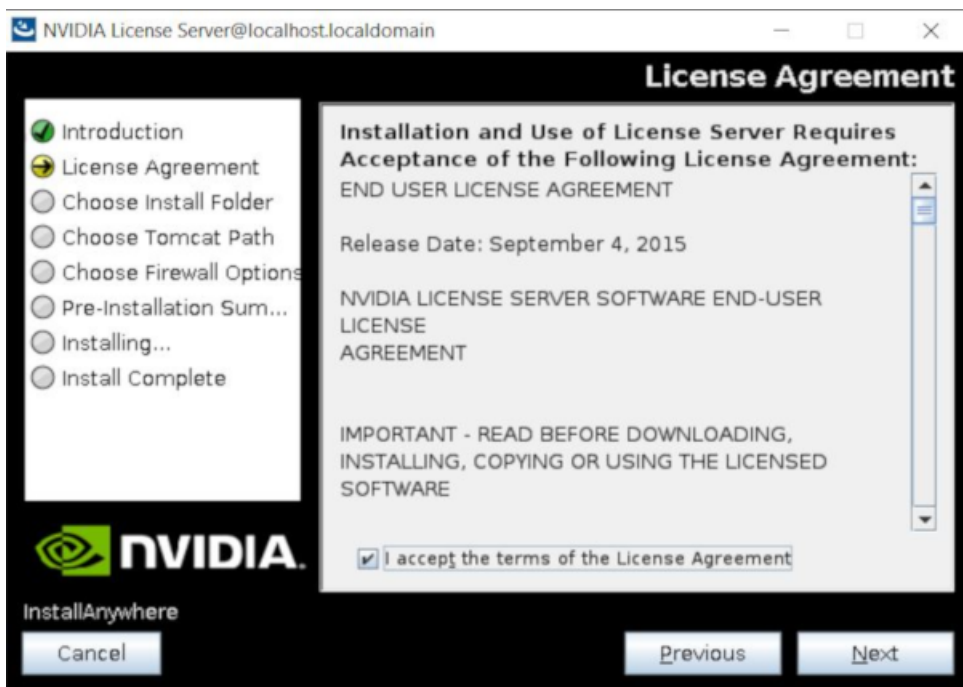 NVIDIA License Server@localhost.localdomain
License Agreement
Introduction
License Agreement
Choose Install Folder
Choose Tomcat Path
Choose Firewall Options
Pre-Installation Sum...
Installing...
Install Complete
Installation and Use of License Server Requires
Acceptance of the Following License Agreement:
END USER LICENSE AGREEMENT
Release Date: September 4, 2015
NVIDIA LICENSE SERVER SOFTWARE END-USER
LICENSE
AGREEMENT
IMPORTANT - READ BEFORE DOWNLOADING,
INSTALLING, COPYING OR USING THE LICENSED
SOFTWARE
I accept the terms of the License Agreement
NVIDIA.
InstallAnywhere
Cancel
Previous
Next